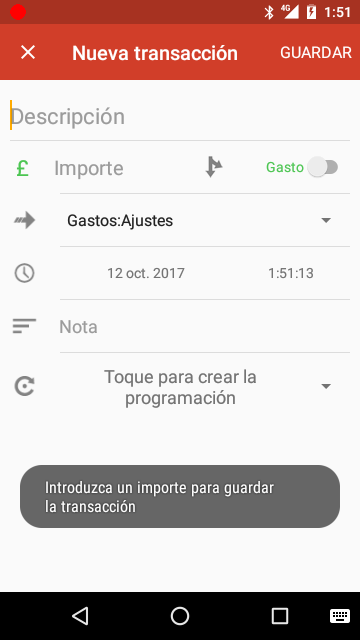 4G 1:51
Nueva transacción GUARDAR
Descripción
£ Importe Gasto
Gastos:Ajustes
12 oct. 2017 1:51:13
Nota
Toque para crear la
programación
Introduzca un importe para guardar
la transacción